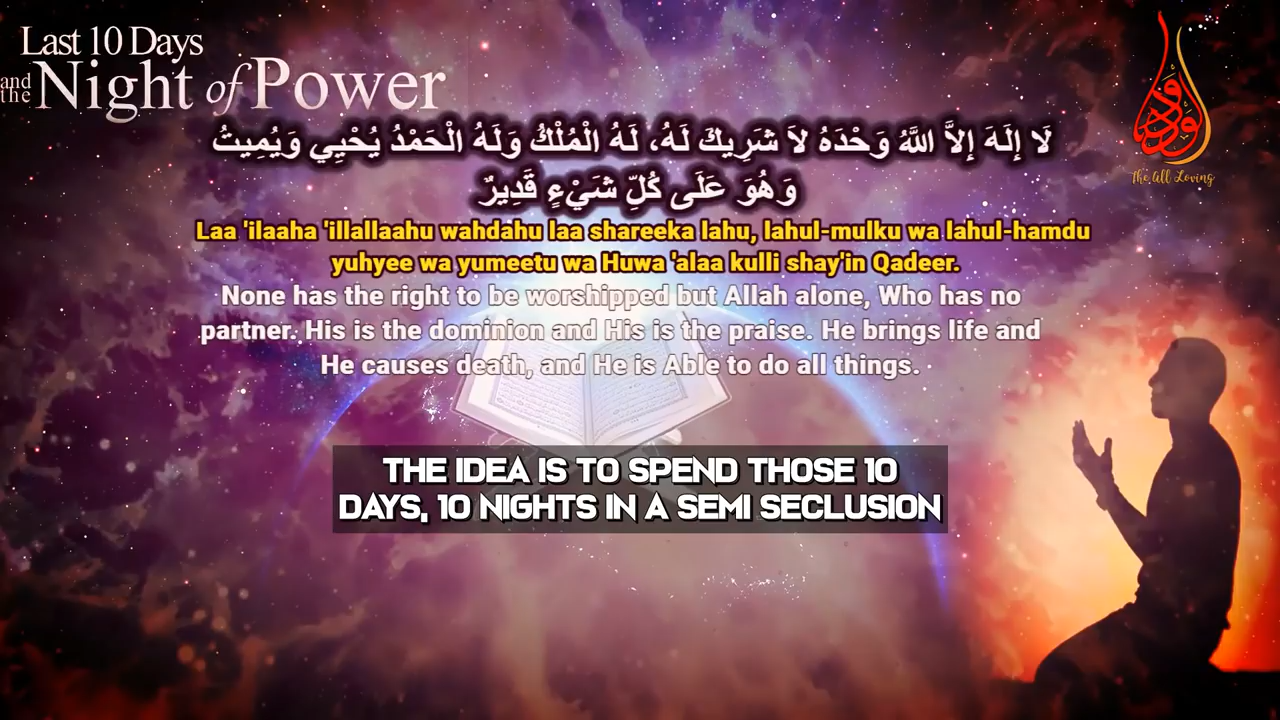 Last 10 Days
and the Night of Power
لَا إِلَهَ إِلاَّ اللَّهُ وَحْدَهُ لاَ شَرِيكَ لَهُ، لَهُ الْمُلْكُ وَلَهُ الْحَمْدُ يُحْيِي وَيُمِيتُ
وَهُوَ عَلَى كُلِّ شَيْءٍ قَدِيرٌ
Laa 'ilaaha 'illallaahu wahdahu laa shareeka lahu, lahul-mulku wa lahul-hamdu
yuhyee wa yumeetu wa Huwa 'alaa kulli shay'in Qadeer.
None has the right to be worshipped but Allah alone, Who has no
partner. His is the dominion and His is the praise. He brings life and
He causes death, and He is Able to do all things.
THE IDEA IS TO SPEND THOSE 10
DAYS, 10 NIGHTS IN A SEMI SECLUSION
the All Loving